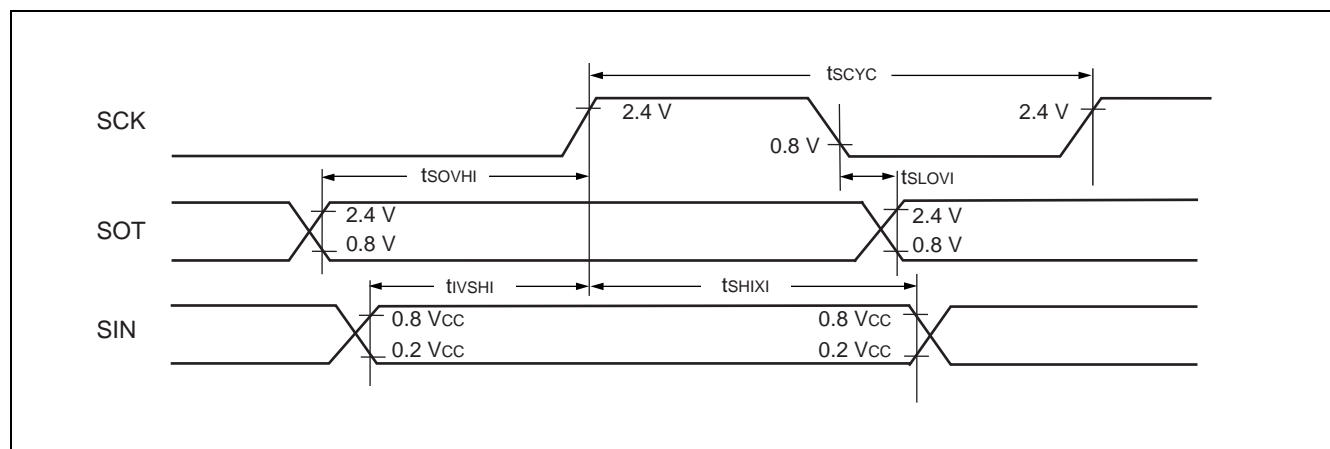 tSCYC
SCK
2.4 V
2.4 V
0.8 V
tSOVHI
tSLOVI
SOT
2.4 V
2.4 V
0.8 V
0.8 V
tIVSHI
tSHIXI
SIN
0.8 VCC
0.8 VCC
0.2 VCC
0.2 VCC